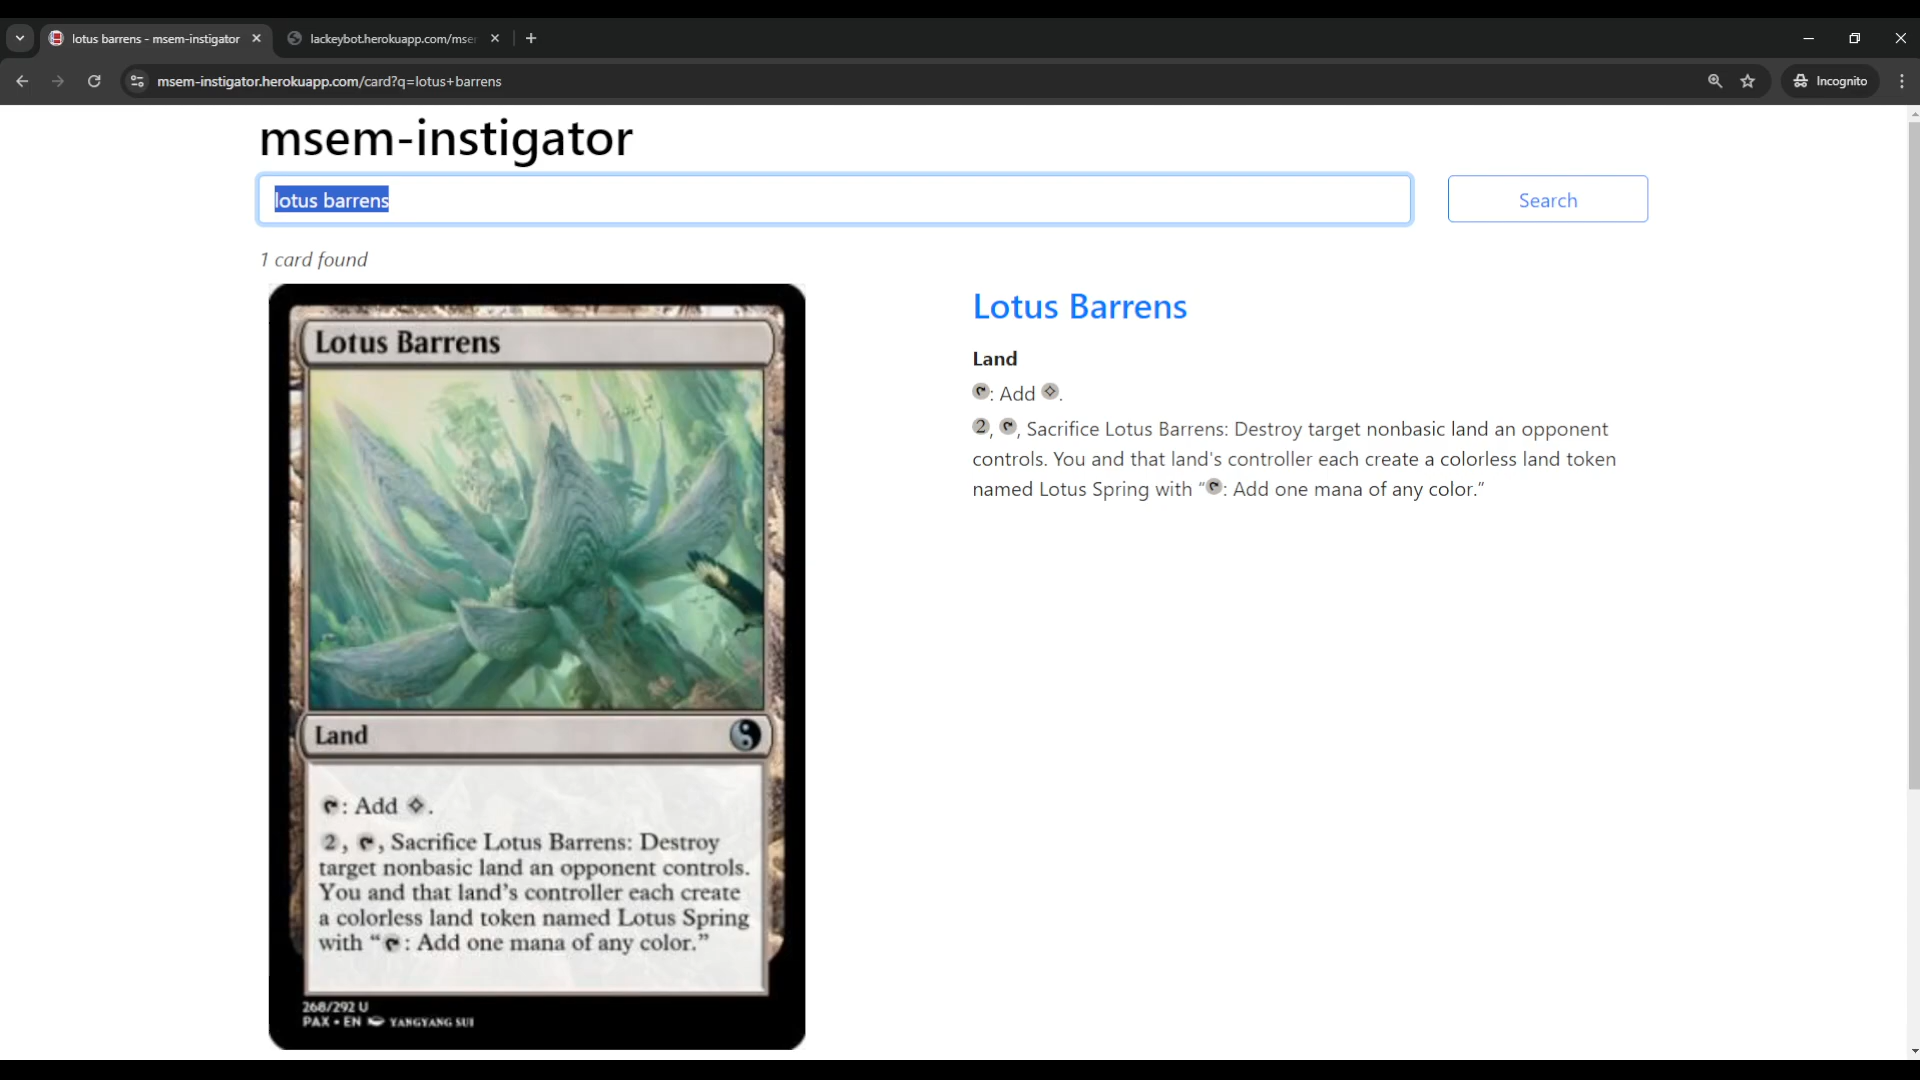 lotus barrens - msem-instigator
lackeybot.herokuapp.com/mse
msem-instigator.herokuapp.com/card?q=lotus+barrens
Incognito
msem-instigator
lotus barrens
Search
1 card found
Lotus Barrens
Land
: Add .
2, , Sacrifice Lotus Barrens: Destroy
target nonbasic land an opponent controls.
You and that land’s controller each create
a colorless land token named Lotus Spring
with “: Add one mana of any color.”
268/292 U
PAX • EN YANGYANG SUI
Lotus Barrens
Land
: Add .
2, , Sacrifice Lotus Barrens: Destroy target nonbasic land an opponent
controls. You and that land's controller each create a colorless land token
named Lotus Spring with “: Add one mana of any color.”